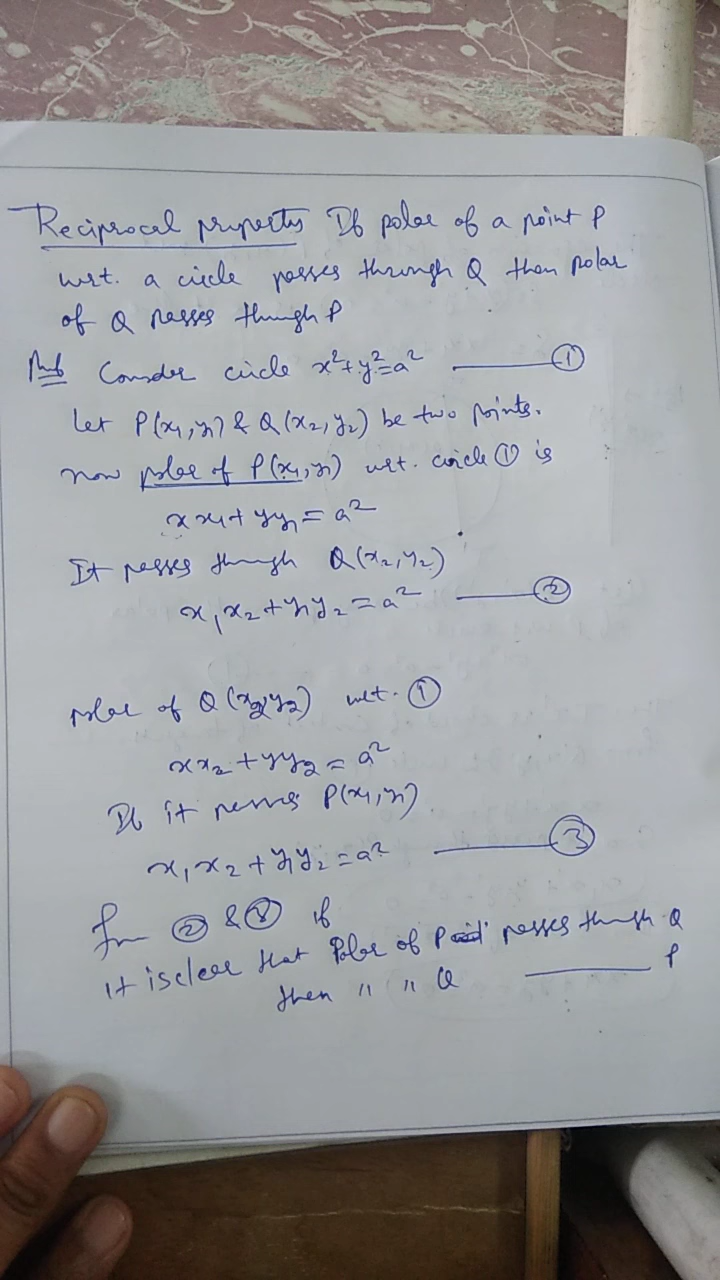 Reciprocal property If polar of a point P
wrt. a circle passes through Q then polar
of Q passes through P
Proof Consider circle x²+y²=a² ——— ①
Let P(x₁,y₁) & Q(x₂,y₂) be two points.
now polar of P(x₁,y₁) wrt. circle ① is
xx₁+yy₁=a²
It passes through Q(x₂,y₂)
x₁x₂+y₁y₂=a² ——— ②
polar of Q(x₂,y₂) wrt. ①
xx₂+yy₂=a²
If it passes P(x₁,y₁)
x₁x₂+y₁y₂=a² ——— ③
from ② & ③ if
It is clear that Polar of P passes through Q
then " " Q ——— P